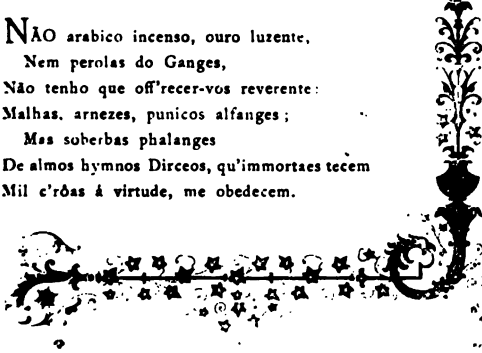 NÃO arabico incenso, ouro luzente,
Nem perolas do Ganges,
Não tenho que off'recer-vos reverente:
Malhas, arnezes, punicos alfanges;
Mas soberbas phalanges
De almos hymnos Dirceos, qu'immortaes tecem
Mil c'rôas á virtude, me obedecem.